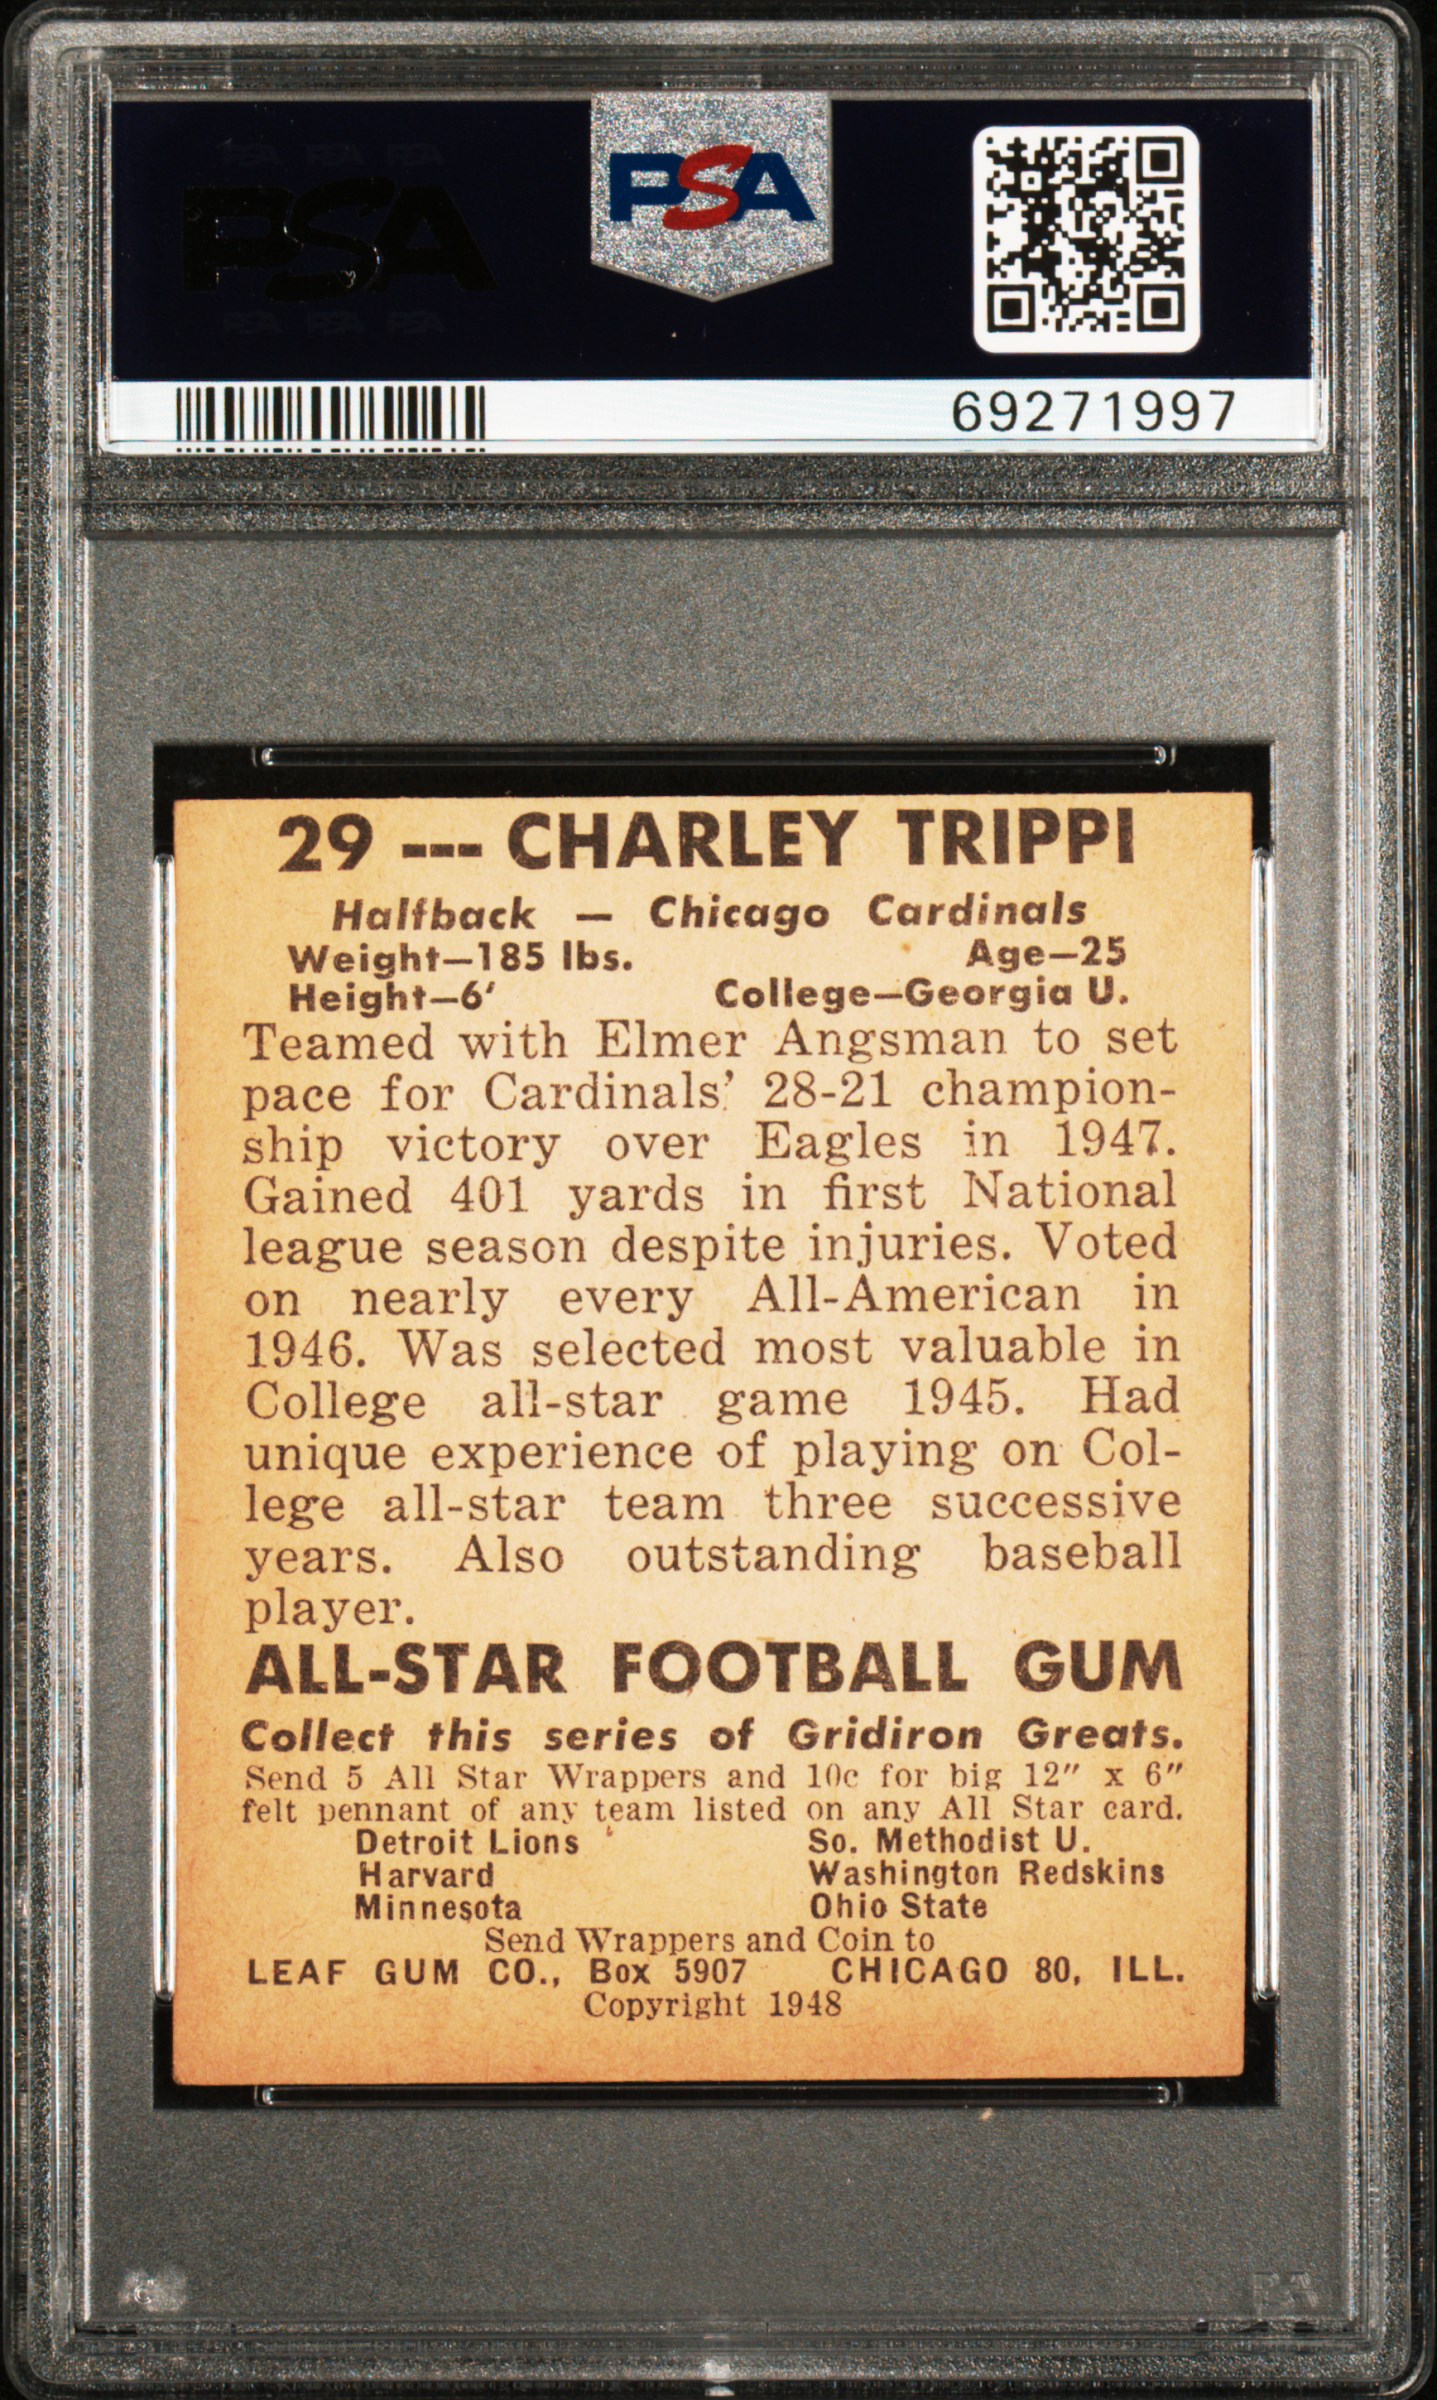 PSA PSA PSA
PSA
PSA PSA PSA
PSA
69271997
29 --- CHARLEY TRIPPI
Halfback — Chicago Cardinals
Weight—185 lbs. Age—25
Height—6′ College—Georgia U.
Teamed with Elmer Angsman to set
pace for Cardinals' 28-21 champion-
ship victory over Eagles in 1947.
Gained 401 yards in first National
league season despite injuries. Voted
on nearly every All-American in
1946. Was selected most valuable in
College all-star game 1945. Had
unique experience of playing on Col-
lege all-star team three successive
years. Also outstanding baseball
player.
ALL-STAR FOOTBALL GUM
Collect this series of Gridiron Greats.
Send 5 All Star Wrappers and 10c for big 12″ x 6″
felt pennant of any team listed on any All Star card.
Detroit Lions So. Methodist U.
Harvard Washington Redskins
Minnesota Ohio State
Send Wrappers and Coin to
LEAF GUM CO., Box 5907 CHICAGO 80, ILL.
Copyright 1948
PSA